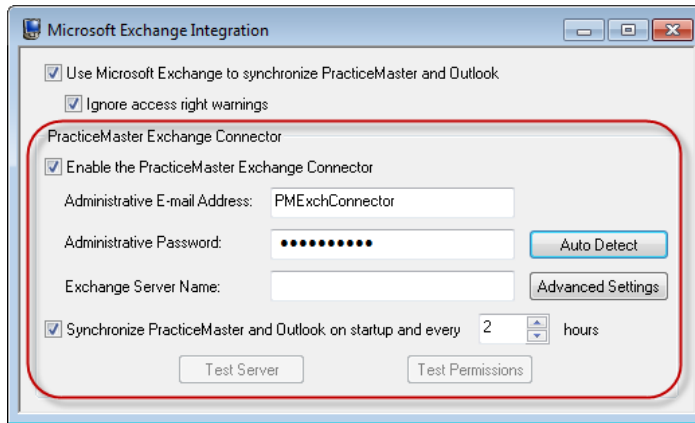 Microsoft Exchange Integration
Use Microsoft Exchange to synchronize PracticeMaster and Outlook
Ignore access right warnings
PracticeMaster Exchange Connector
Enable the PracticeMaster Exchange Connector
Administrative E-mail Address: PMExchConnector
Administrative Password: ●●●●●●●●●● Auto Detect
Exchange Server Name: Advanced Settings
Synchronize PracticeMaster and Outlook on startup and every 2 hours
Test Server Test Permissions